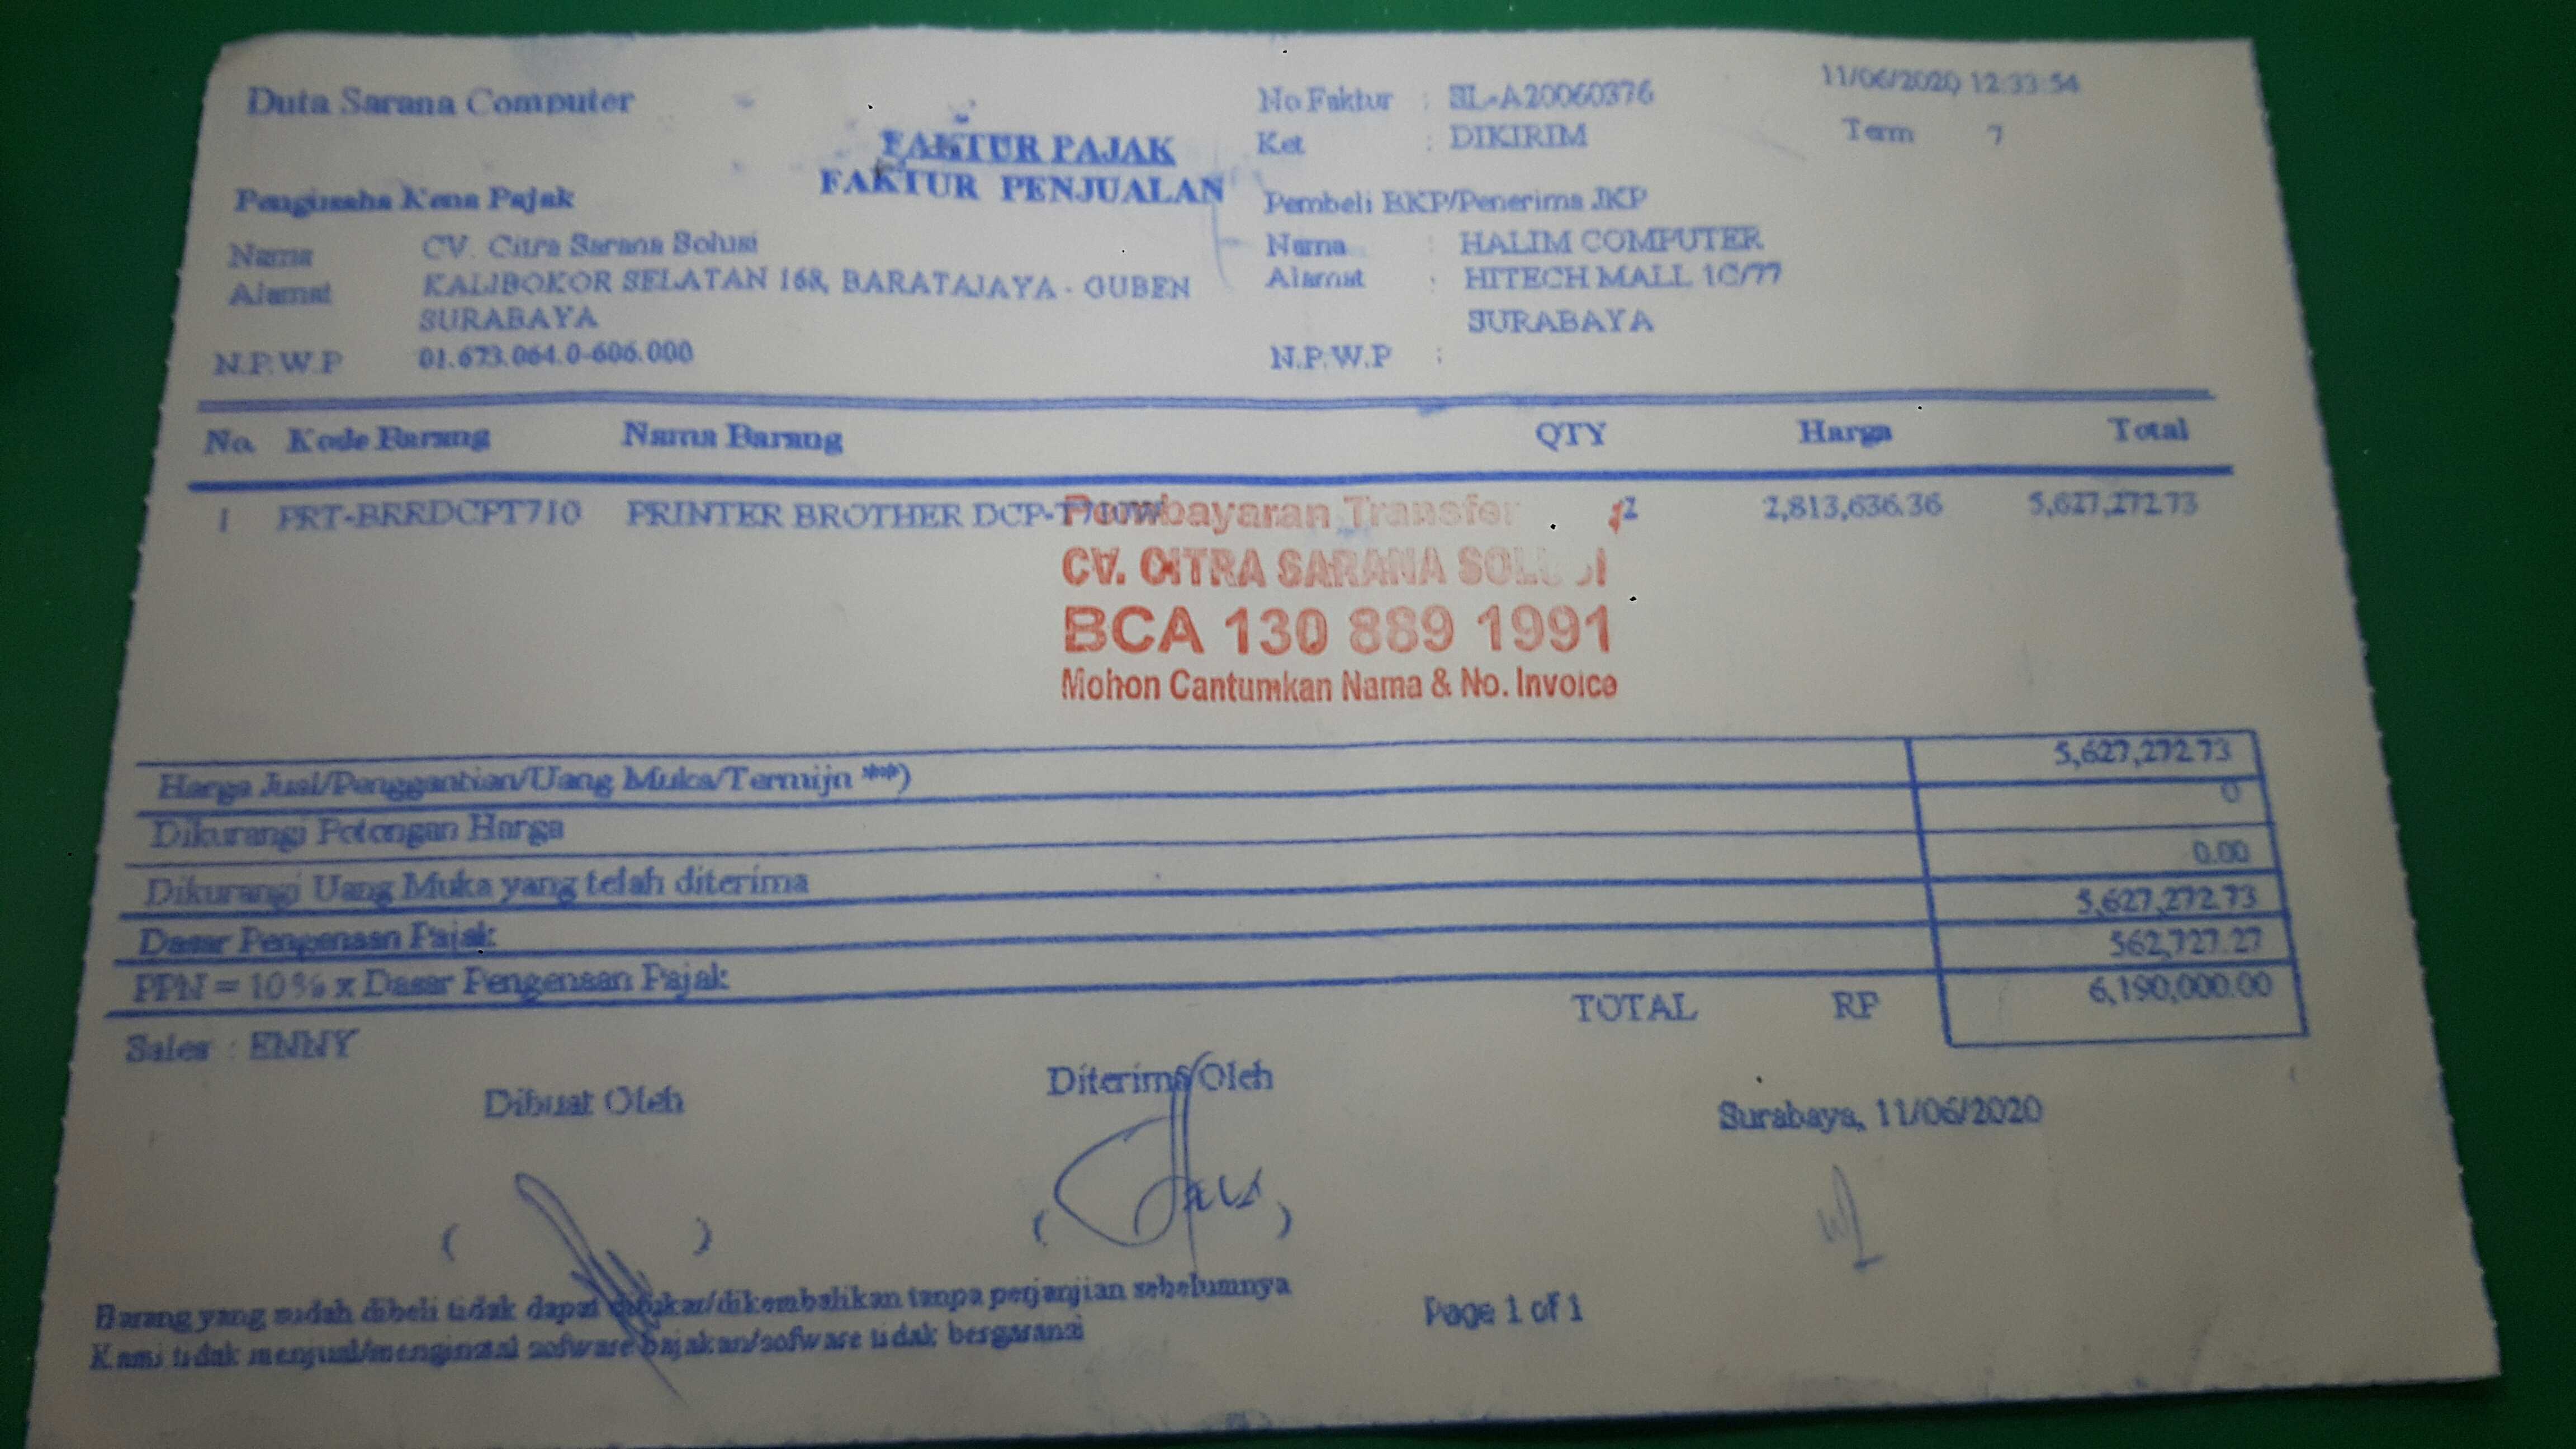 Duta Sarana Computer
FAKTUR PAJAK
FAKTUR PENJUALAN
No Faktur : SL-A20060376
Ket : DIKIRIM
11/06/2020 12:33:54
Term 7
Pengusaha Kena Pajak
Nama CV. Citra Sarana Solusi
Alamat KALIBOKOR SELATAN 168, BARATAJAYA - GUBEN
SURABAYA
N.P.W.P 01.673.064.0-606.000
Pembeli BKP/Penerima JKP
Nama : HALIM COMPUTER
Alamat : HITECH MALL 1C/77
SURABAYA
N.P.W.P :
No. Kode Barang Nama Barang QTY Harga Total
1 PRT-BRRDCPT710 PRINTER BROTHER DCP-T710W 2 2,813,636.36 5,627,272.73
Pembayaran Transfer
CV. CITRA SARANA SOLUSI
BCA 130 889 1991
Mohon Cantumkan Nama & No. Invoice
Harga Jual/Penggantian/Uang Muka/Termijn **) 5,627,272.73
Dikurangi Potongan Harga 0
Dikurangi Uang Muka yang telah diterima 0.00
Dasar Pengenaan Pajak 5,627,272.73
PPN = 10% x Dasar Pengenaan Pajak 562,727.27
TOTAL RP 6,190,000.00
Sales : ENNY
Dibuat Oleh
Diterima Oleh
Surabaya, 11/06/2020
( )
( )
Barang yang sudah dibeli tidak dapat ditukar/dikembalikan tanpa perjanjian sebelumnya
Kami tidak menjual/menginstal sofware bajakan/sofware tidak bergaransi
Page 1 of 1